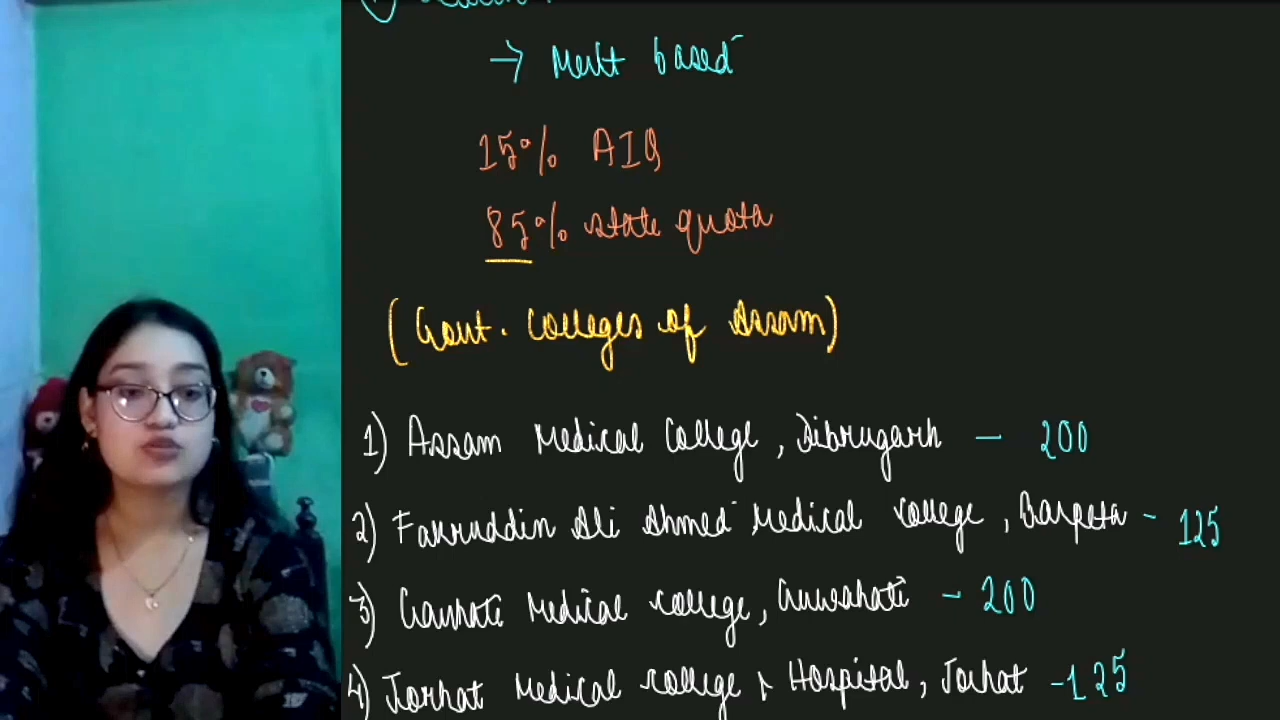 → Merit based
15% AIQ
85% state quota
(Govt. Colleges of Assam)
1) Assam Medical College, Dibrugarh - 200
2) Fakruddin Ali Ahmed Medical College, Barpeta - 125
3) Gauhati Medical College, Guwahati - 200
4) Jorhat Medical College & Hospital, Jorhat - 125